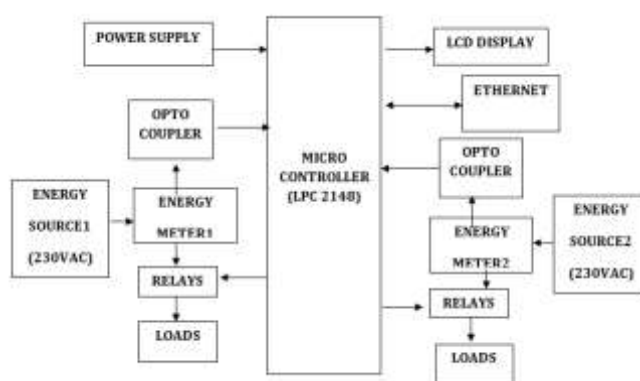 POWER SUPPLY
OPTO
COUPLER
ENERGY
SOURCE1
(230VAC)
ENERGY
METER1
RELAYS
LOADS
MICRO
CONTROLLER
(LPC 2148)
LCD DISPLAY
ETHERNET
OPTO
COUPLER
ENERGY
METER2
ENERGY
SOURCE2
(230VAC)
RELAYS
LOADS